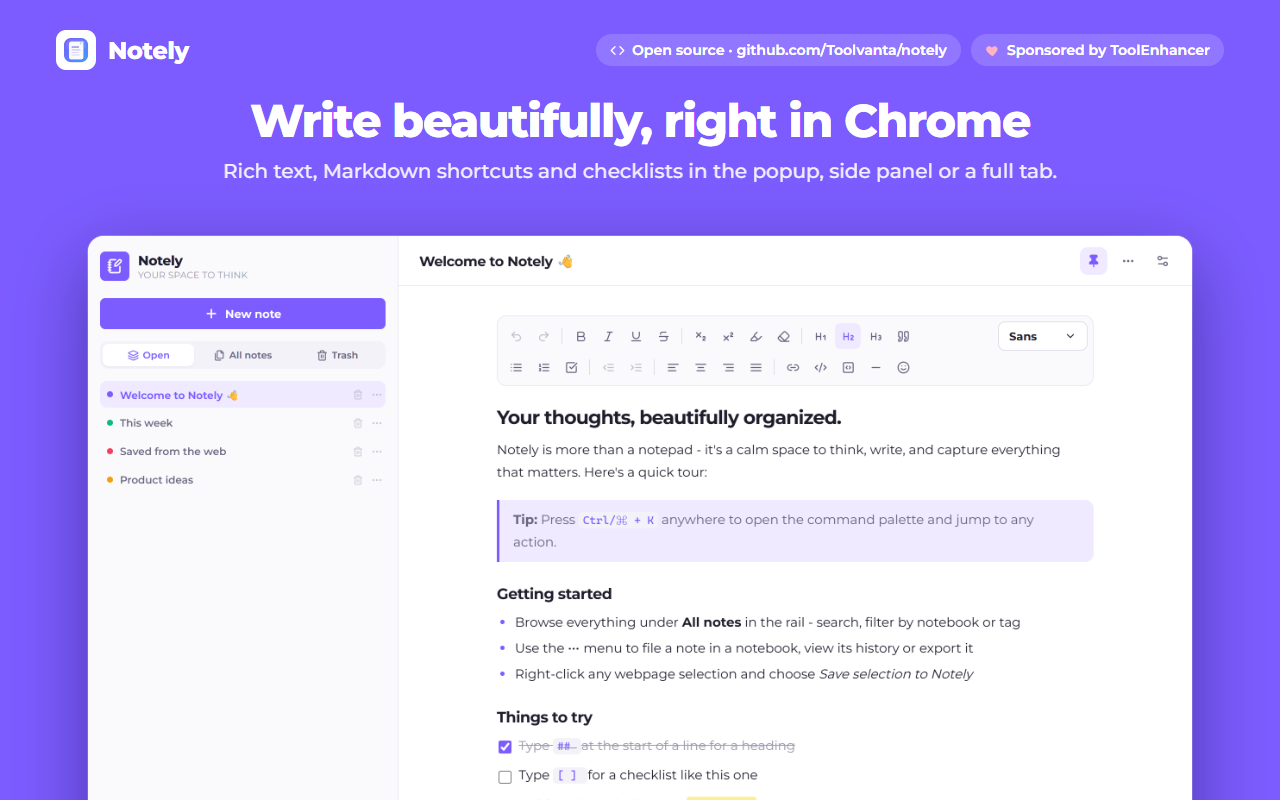 Notely
<> Open source · github.com/Toolvanta/notely
Sponsored by ToolEnhancer
Write beautifully, right in Chrome
Rich text, Markdown shortcuts and checklists in the popup, side panel or a full tab.
Notely
YOUR SPACE TO THINK
+ New note
Open
All notes
Trash
Welcome to Notely 👋
This week
Saved from the web
Product ideas
Welcome to Notely 👋
B I U S X₂ X² H1 H2 H3
Sans
Your thoughts, beautifully organized.
Notely is more than a notepad - it's a calm space to think, write, and capture everything
that matters. Here's a quick tour:
Tip: Press Ctrl/⌘ + K anywhere to open the command palette and jump to any
action.
Getting started
• Browse everything under All notes in the rail - search, filter by notebook or tag
• Use the ··· menu to file a note in a notebook, view its history or export it
• Right-click any webpage selection and choose Save selection to Notely
Things to try
Type ##_ at the start of a line for a heading
Type [ ] for a checklist like this one